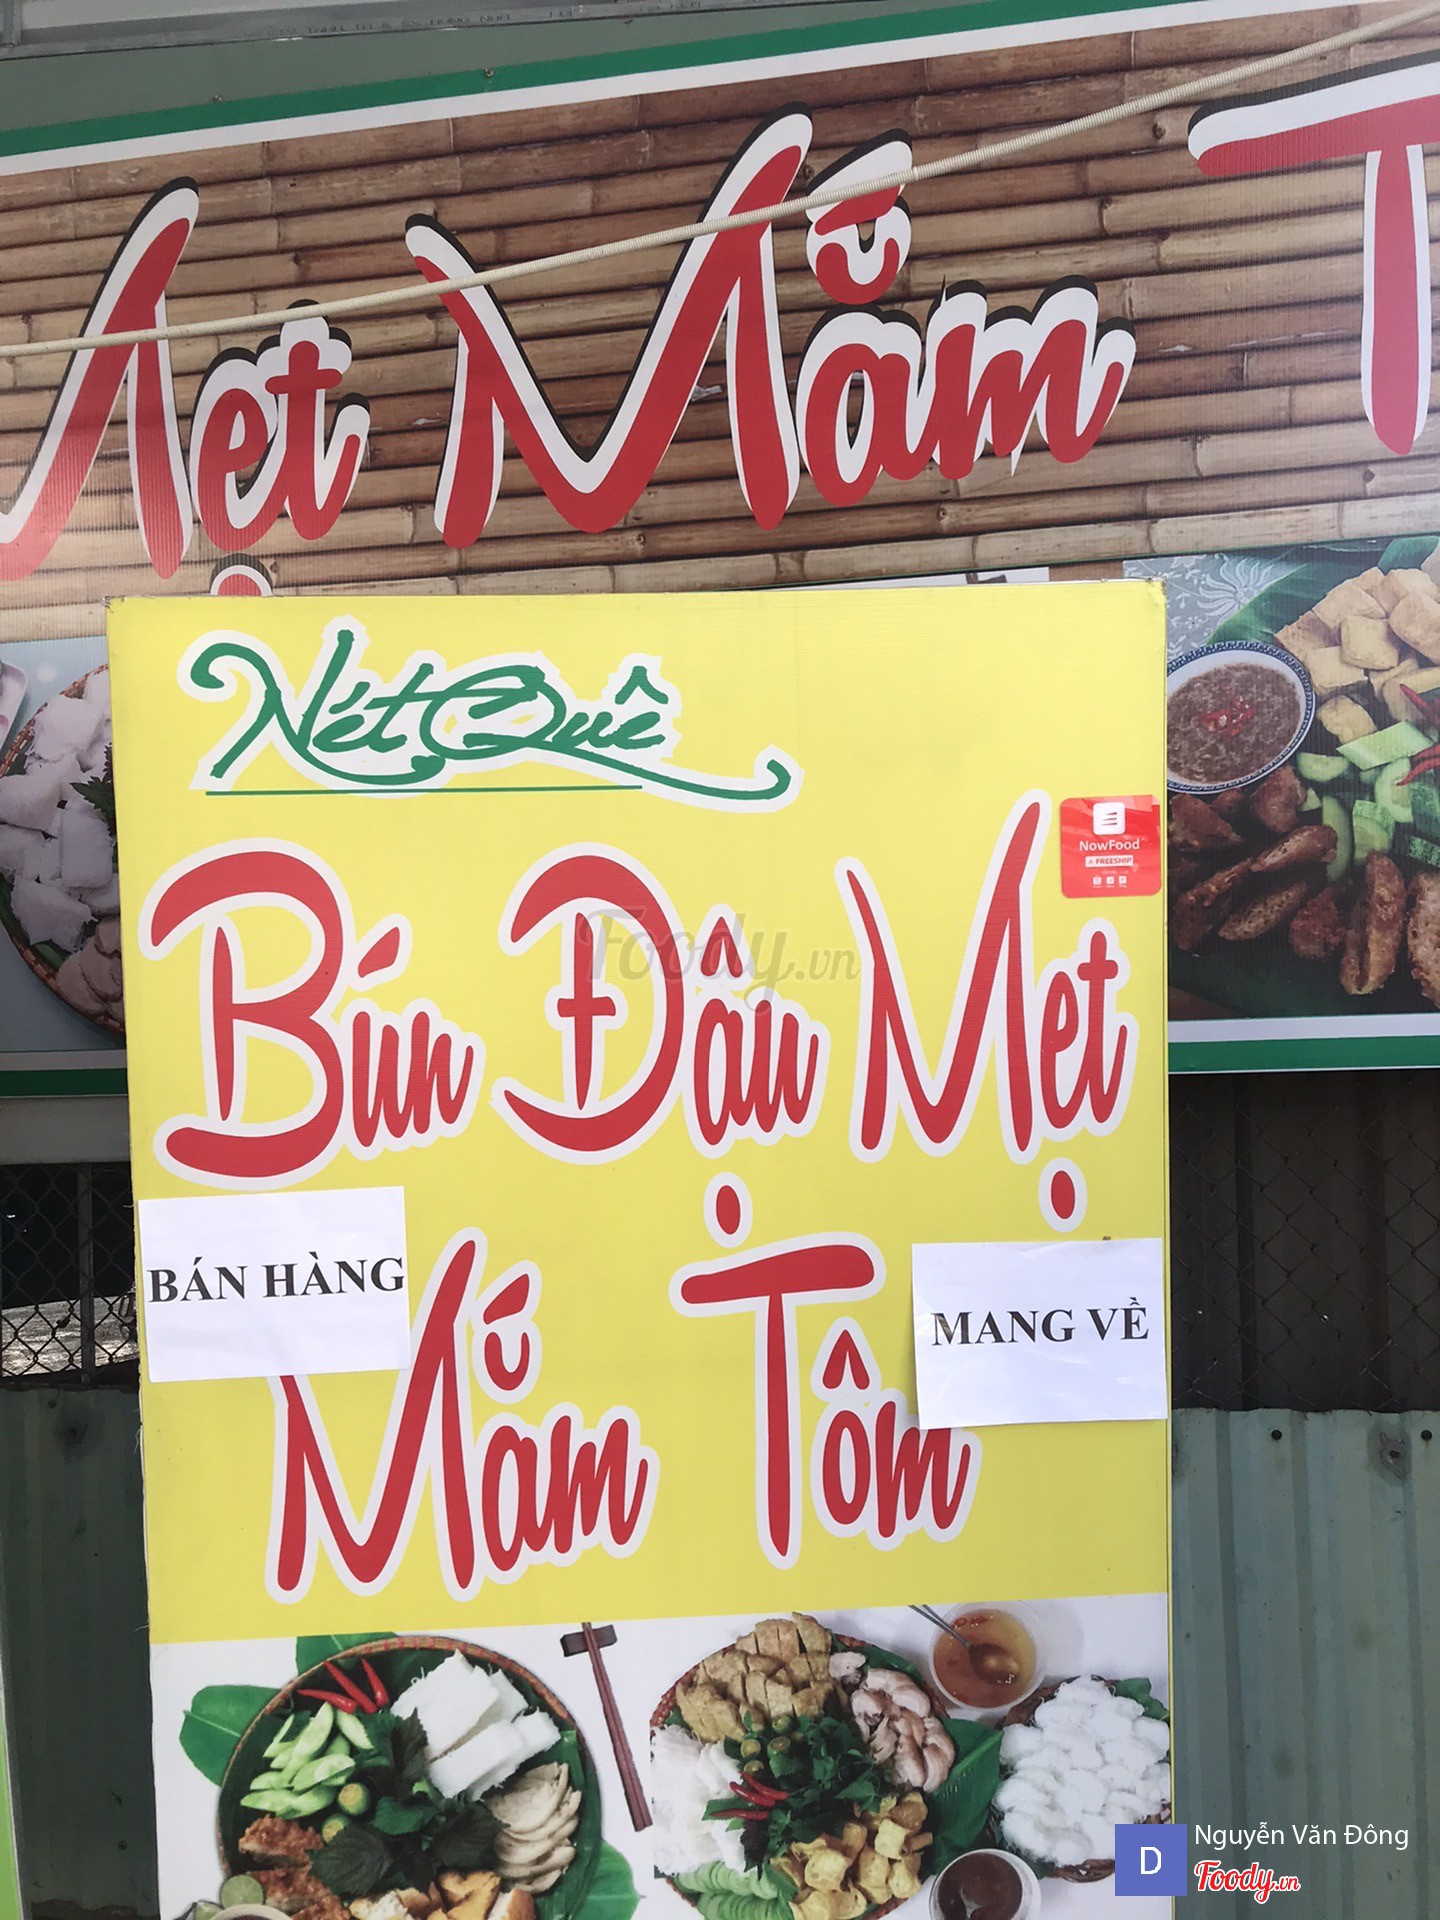 Mẹt Mắm
Nét Quê
NowFood
FREESHIP
Foody.vn
Bún Đậu Mẹt
BÁN HÀNG
MANG VỀ
Mắm Tôm
D
Nguyễn Văn Đông
Foody.vn